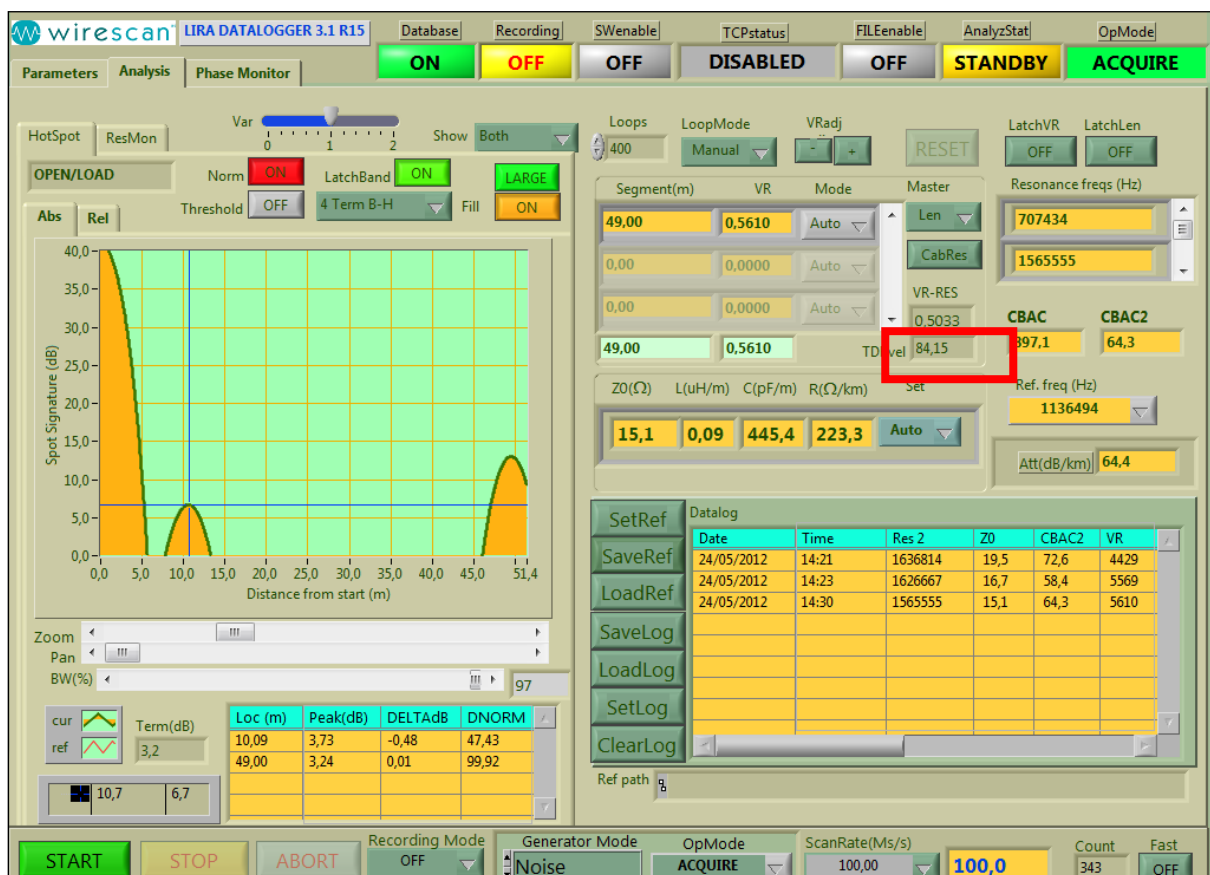 wirescan
LIRA DATALOGGER 3.1 R15
Database Recording SWenable TCPstatus FILEenable AnalyzStat OpMode
ON OFF OFF DISABLED OFF STANDBY ACQUIRE
Parameters Analysis Phase Monitor
HotSpot ResMon
Var
0 1 2
Show Both
OPEN/LOAD
Norm ON LatchBand ON LARGE
Threshold OFF 4 Term B-H Fill ON
Abs Rel
Spot Signature (dB)
40,0
35,0
30,0
25,0
20,0
15,0
10,0
5,0
0,0
0,0 5,0 10,0 15,0 20,0 25,0 30,0 35,0 40,0 45,0 51,4
Distance from start (m)
Zoom
Pan
BW(%) 97
cur
ref
Term(dB)
3,2
10,7 6,7
Loc (m) Peak(dB) DELTAdB DNORM
10,09 3,73 -0,48 47,43
49,00 3,24 0,01 99,92
Loops LoopMode VRadj
400 Manual - + RESET
LatchVR LatchLen
OFF OFF
Segment(m) VR Mode Master
49,00 0,5610 Auto Len
0,00 0,0000 Auto CabRes
0,00 0,0000 Auto
VR-RES
0,5033
49,00 0,5610
84,15
Resonance freqs (Hz)
707434
1565555
CBAC CBAC2
64,3
Z0(Ω) L(uH/m) C(pF/m) R(Ω/km) Set
15,1 0,09 445,4 223,3 Auto
Ref. freq (Hz)
1136494
Att(dB/km) 64,4
SetRef
SaveRef
LoadRef
SaveLog
LoadLog
SetLog
ClearLog
Datalog
Date Time Res 2 Z0 CBAC2 VR
24/05/2012 14:21 1636814 19,5 72,6 4429
24/05/2012 14:23 1626667 16,7 58,4 5569
24/05/2012 14:30 1565555 15,1 64,3 5610
Ref path
START STOP ABORT
Recording Mode
OFF
Generator Mode
Noise
OpMode
ACQUIRE
ScanRate(Ms/s)
100,00
100,0
Count
343
Fast
OFF